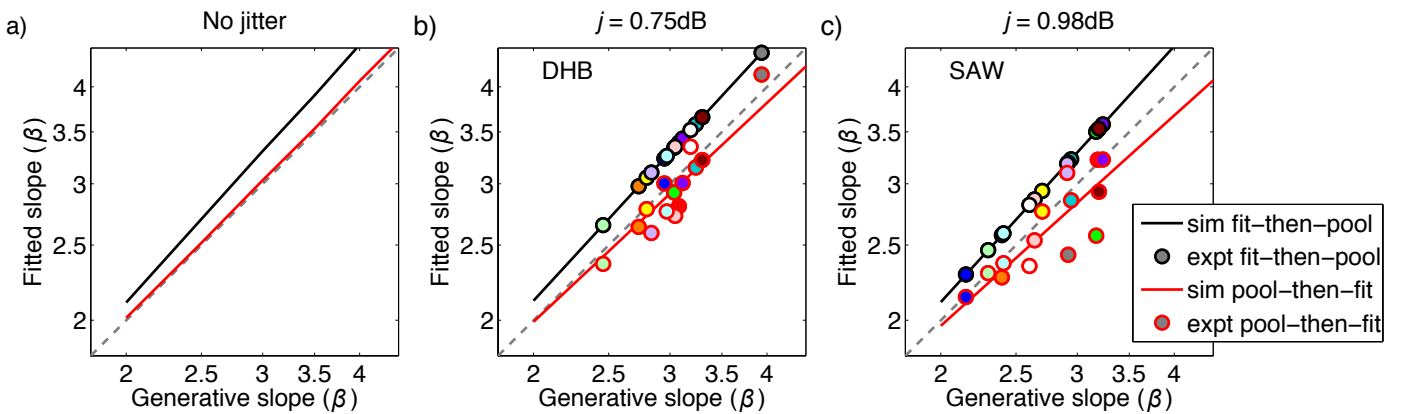 a)
No jitter
Fitted slope (β)
4
3.5
3
2.5
2
2 2.5 3 3.5 4
Generative slope (β)
b)
j = 0.75dB
DHB
Fitted slope (β)
4
3.5
3
2.5
2
2 2.5 3 3.5 4
Generative slope (β)
c)
j = 0.98dB
SAW
Fitted slope (β)
4
3.5
3
2.5
2
2 2.5 3 3.5 4
Generative slope (β)
sim fit−then−pool
expt fit−then−pool
sim pool−then−fit
expt pool−then−fit